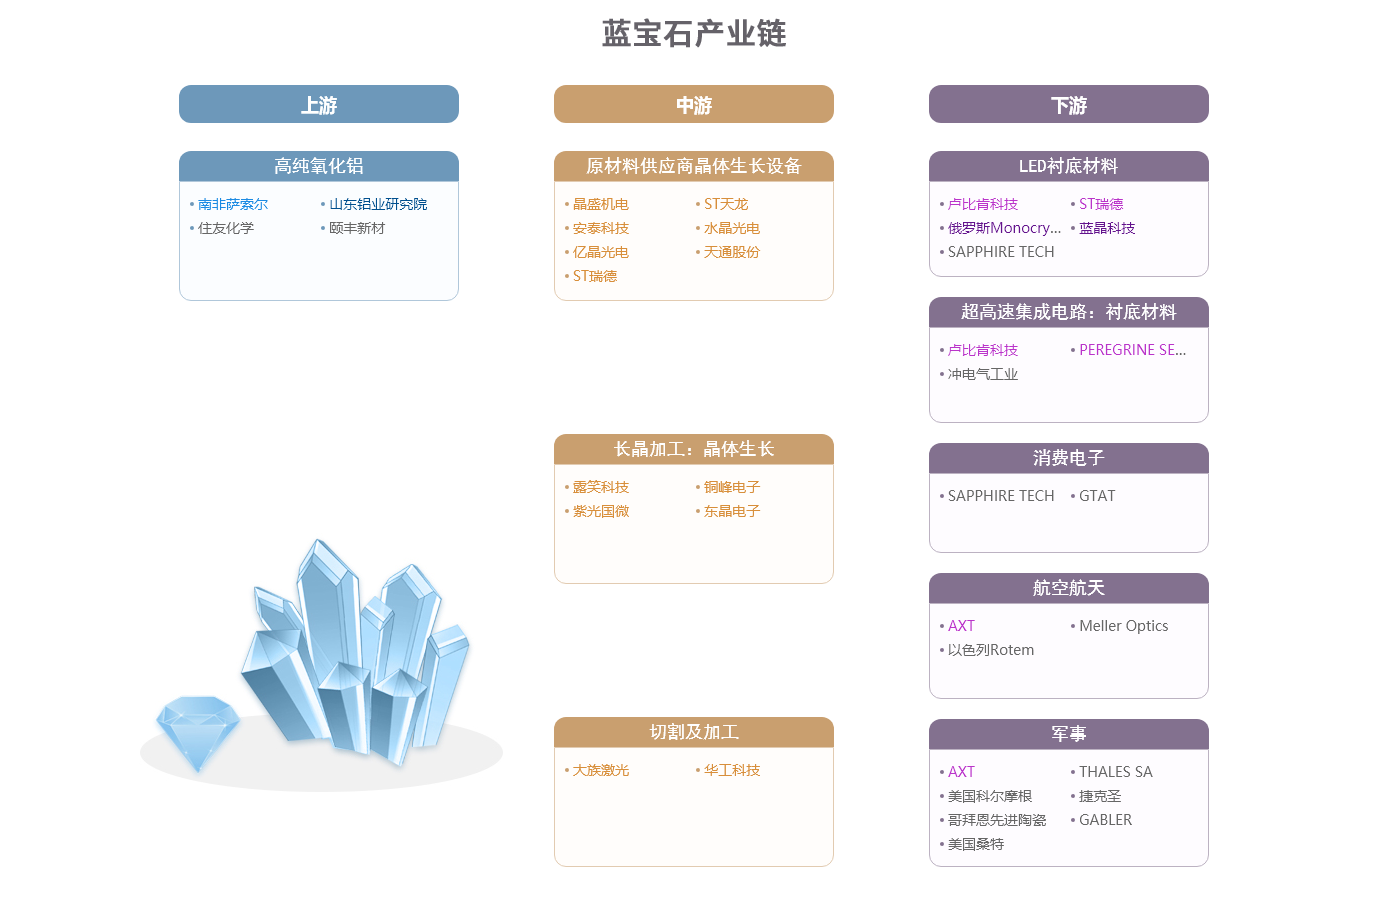 蓝宝石产业链
上游
高纯氧化铝
南非萨索尔
山东铝业研究院
住友化学
颐丰新材
中游
原材料供应商晶体生长设备
晶盛机电
ST天龙
安泰科技
水晶光电
亿晶光电
天通股份
ST瑞德
长晶加工：晶体生长
露笑科技
铜峰电子
紫光国微
东晶电子
切割及加工
大族激光
华工科技
下游
LED衬底材料
卢比肯科技
ST瑞德
俄罗斯Monocry...
蓝晶科技
SAPPHIRE TECH
超高速集成电路：衬底材料
卢比肯科技
PEREGRINE SE...
冲电气工业
消费电子
SAPPHIRE TECH
GTAT
航空航天
AXT
Meller Optics
以色列Rotem
军事
AXT
THALES SA
美国科尔摩根
捷克圣
哥拜恩先进陶瓷
GABLER
美国桑特